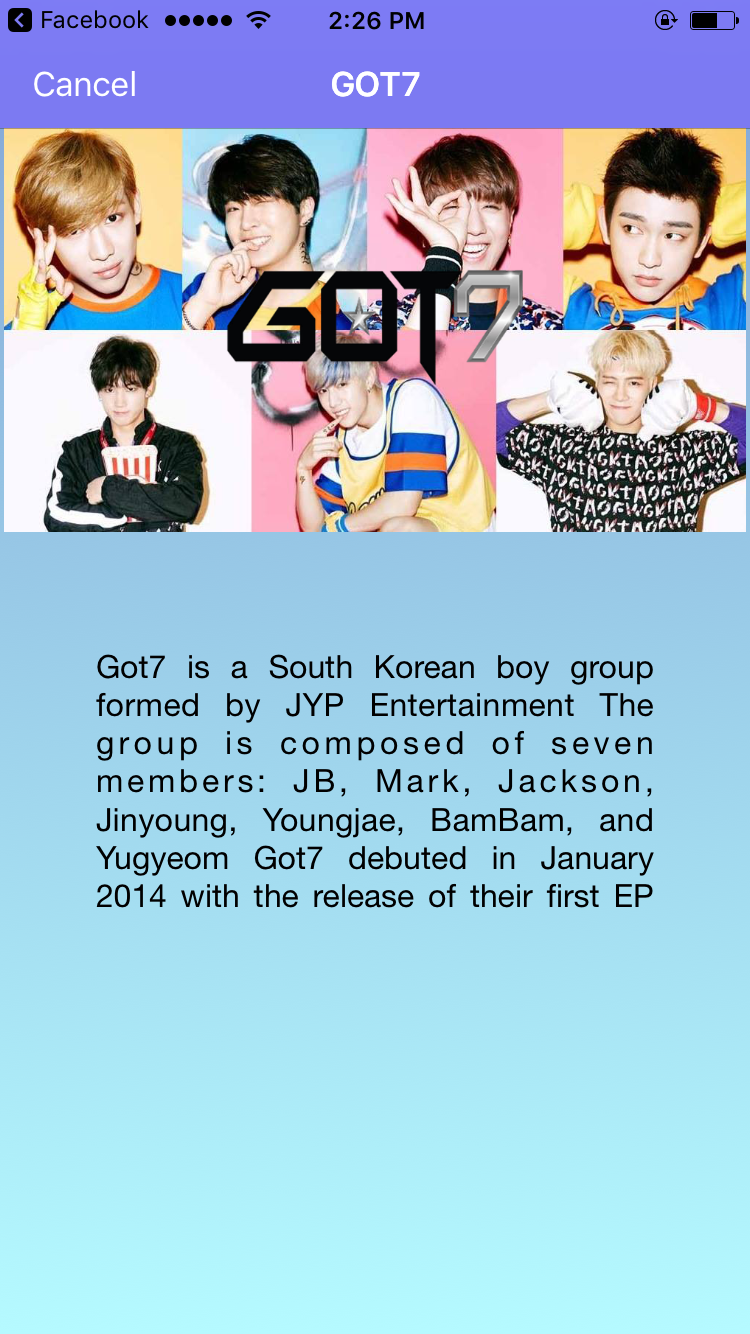 Facebook
2:26 PM
Cancel
GOT7
GOT7
Got7 is a South Korean boy group
formed by JYP Entertainment The
group is composed of seven
members: JB, Mark, Jackson,
Jinyoung, Youngjae, BamBam, and
Yugyeom Got7 debuted in January
2014 with the release of their first EP